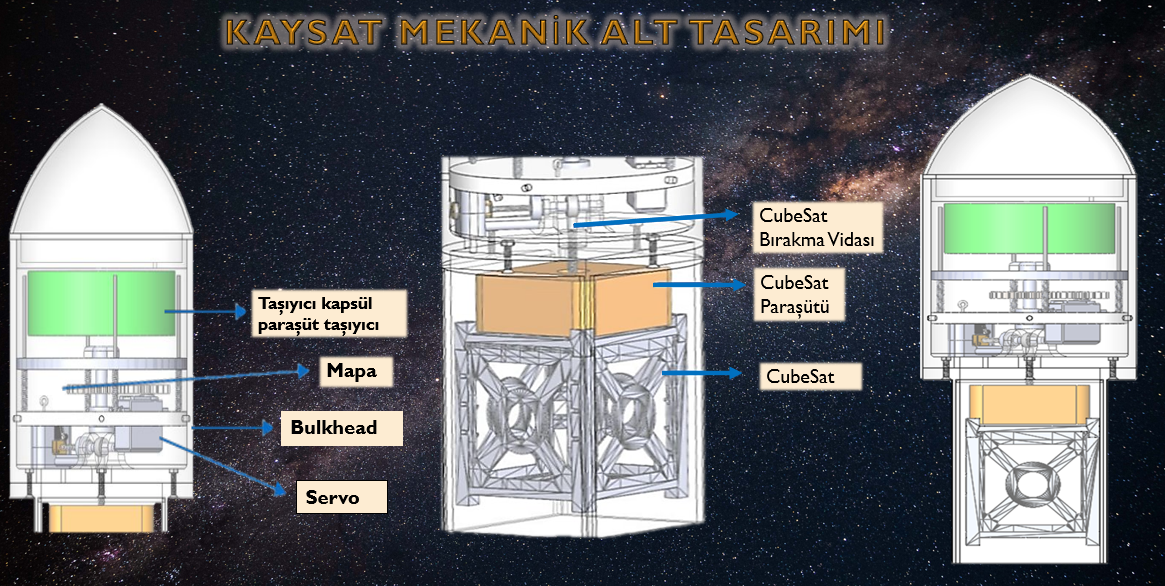 KAYSAT MEKANİK ALT TASARIMI
Taşıyıcı kapsül
paraşüt taşıyıcı
Mapa
Bulkhead
Servo
CubeSat
Bırakma Vidası
CubeSat
Paraşütü
CubeSat